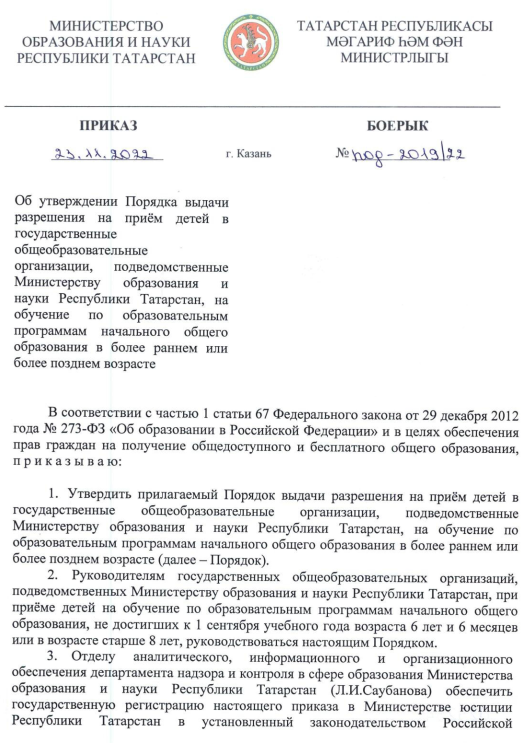 МИНИСТЕРСТВО
ОБРАЗОВАНИЯ И НАУКИ
РЕСПУБЛИКИ ТАТАРСТАН
ТАТАРСТАН РЕСПУБЛИКАСЫ
МӘГАРИФ ҺӘМ ФӘН
МИНИСТРЛЫГЫ
ПРИКАЗ
БОЕРЫК
23.11.2022
г. Казань
№ под-2019/22
Об утверждении Порядка выдачи
разрешения на приём детей в
государственные
общеобразовательные
организации, подведомственные
Министерству образования и
науки Республики Татарстан, на
обучение по образовательным
программам начального общего
образования в более раннем или
более позднем возрасте
В соответствии с частью 1 статьи 67 Федерального закона от 29 декабря 2012
года № 273-ФЗ «Об образовании в Российской Федерации» и в целях обеспечения
прав граждан на получение общедоступного и бесплатного общего образования,
п р и к а з ы в а ю:
1. Утвердить прилагаемый Порядок выдачи разрешения на приём детей в
государственные общеобразовательные организации, подведомственные
Министерству образования и науки Республики Татарстан, на обучение по
образовательным программам начального общего образования в более раннем или
более позднем возрасте (далее – Порядок).
2. Руководителям государственных общеобразовательных организаций,
подведомственных Министерству образования и науки Республики Татарстан, при
приёме детей на обучение по образовательным программам начального общего
образования, не достигших к 1 сентября учебного года возраста 6 лет и 6 месяцев
или в возрасте старше 8 лет, руководствоваться настоящим Порядком.
3. Отделу аналитического, информационного и организационного
обеспечения департамента надзора и контроля в сфере образования Министерства
образования и науки Республики Татарстан (Л.И.Саубанова) обеспечить
государственную регистрацию настоящего приказа в Министерстве юстиции
Республики Татарстан в установленный законодательством Российской